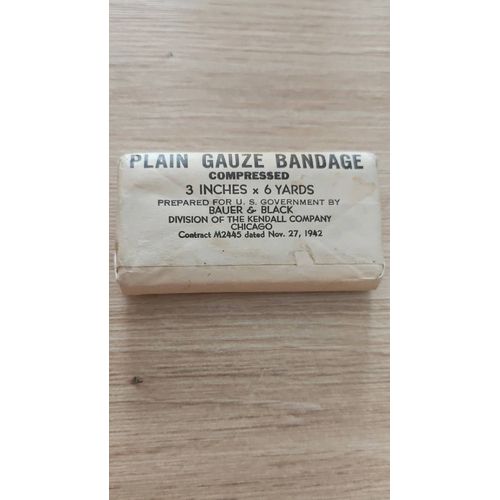 PLAIN GAUZE BANDAGE
COMPRESSED
3 INCHES x 6 YARDS
PREPARED FOR U. S. GOVERNMENT BY
BAUER & BLACK
DIVISION OF THE KENDALL COMPANY
CHICAGO
Contract M2445 dated Nov. 27, 1942